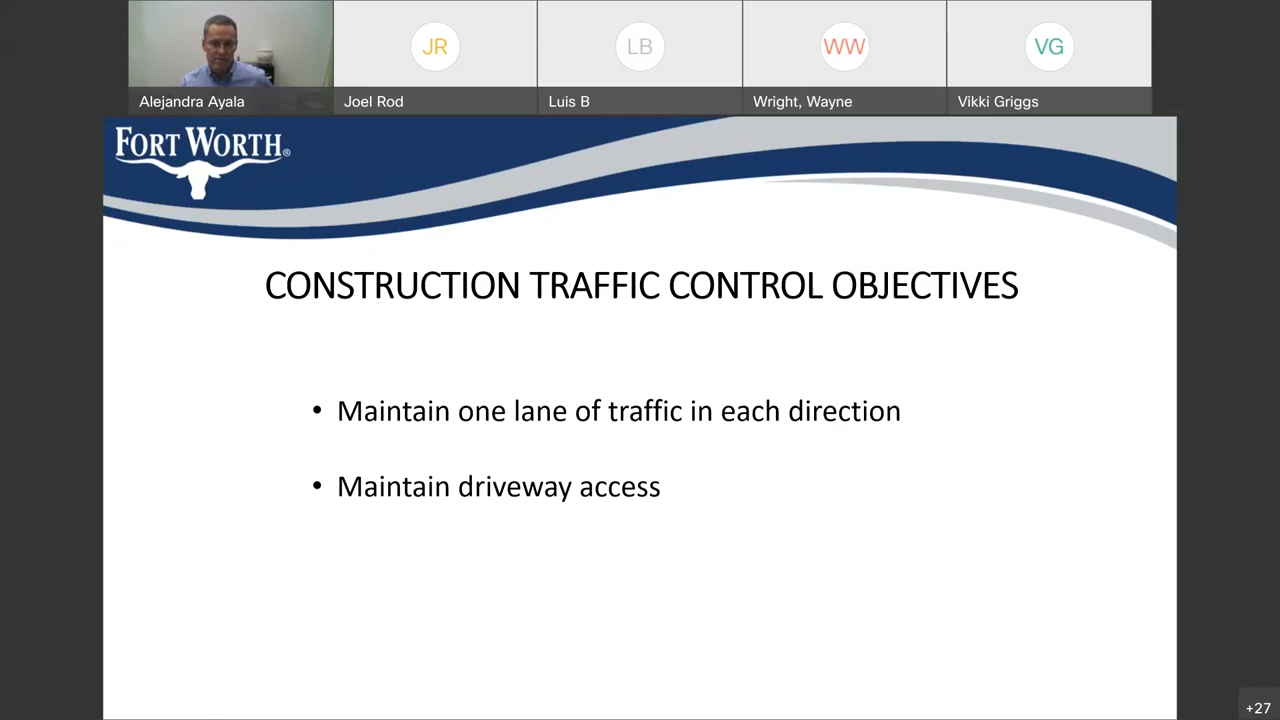 JR
LB
WW
VG
Alejandra Ayala
Joel Rod
Luis B
Wright, Wayne
Vikki Griggs
FORT WORTH®
CONSTRUCTION TRAFFIC CONTROL OBJECTIVES
• Maintain one lane of traffic in each direction
• Maintain driveway access
+27